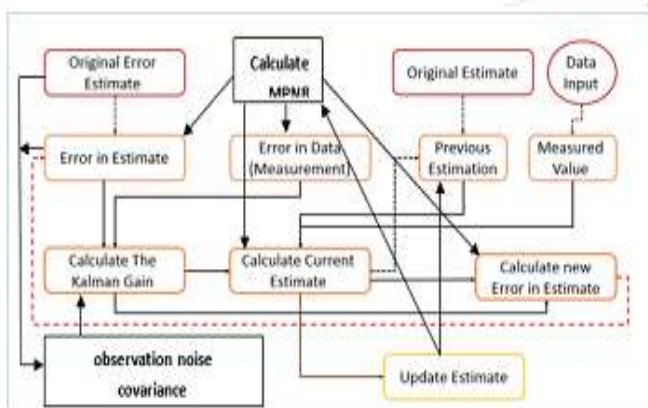 Original Error
Estimate
Calculate
MPNR
Original Estimate
Data
Input
Error in Estimate
Error in Data
(Measurement)
Previous
Estimation
Measured
Value
Calculate The
Kalman Gain
Calculate Current
Estimate
Calculate new
Error in Estimate
observation noise
covariance
Update Estimate